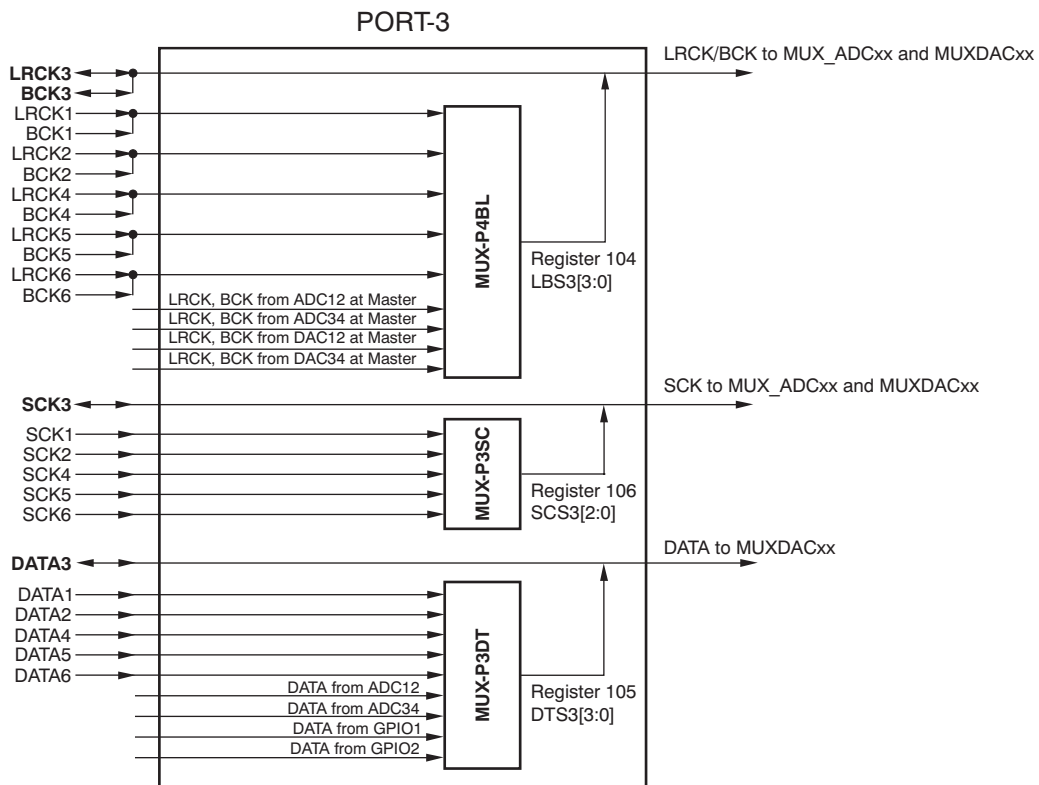 PORT-3
LRCK/BCK to MUX_ADCxx and MUXDACxx
LRCK3
BCK3
LRCK1
BCK1
LRCK2
BCK2
LRCK4
BCK4
LRCK5
BCK5
LRCK6
BCK6
LRCK, BCK from ADC12 at Master
LRCK, BCK from ADC34 at Master
LRCK, BCK from DAC12 at Master
LRCK, BCK from DAC34 at Master
MUX-P4BL
Register 104
LBS3[3:0]
SCK to MUX_ADCxx and MUXDACxx
SCK3
SCK1
SCK2
SCK4
SCK5
SCK6
MUX-P3SC
Register 106
SCS3[2:0]
DATA to MUXDACxx
DATA3
DATA1
DATA2
DATA4
DATA5
DATA6
DATA from ADC12
DATA from ADC34
DATA from GPIO1
DATA from GPIO2
MUX-P3DT
Register 105
DTS3[3:0]